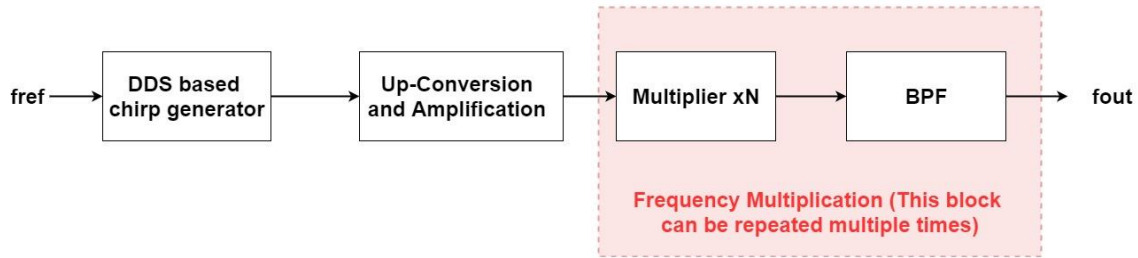 fref
DDS based
chirp generator
Up-Conversion
and Amplification
Multiplier xN
BPF
fout
Frequency Multiplication (This block
can be repeated multiple times)